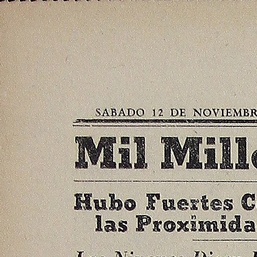 SABADO 12 DE NOVIEMBR
Mil Mill
Hubo Fuertes C
las Proximida